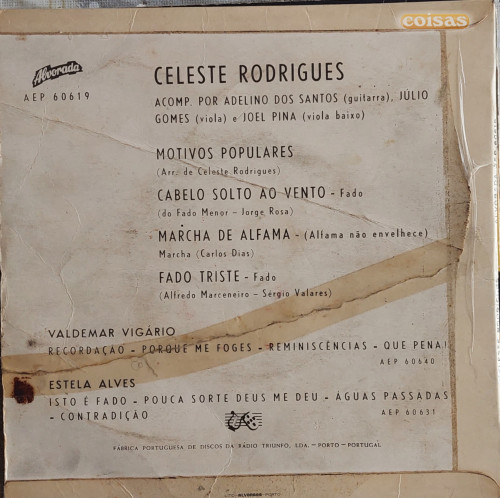 coisas
Alvorada
CELESTE RODRIGUES
AEP 60619
ACOMP. POR ADELINO DOS SANTOS (guitarra), JÚLIO
GOMES (viola) e JOEL PINA (viola baixo)
MOTIVOS POPULARES
(Arr. de Celeste Rodrigues)
CABELO SOLTO AO VENTO - Fado
(do Fado Menor - Jorge Rosa)
MARCHA DE ALFAMA - (Alfama não envelhece)
Marcha (Carlos Dias)
FADO TRISTE - Fado
(Alfredo Marceneiro - Sérgio Valares)
VALDEMAR VIGÁRIO
RECORDAÇÃO - PORQUE ME FOGES - REMINISCÊNCIAS - QUE PENA!
AEP 60640
ESTELA ALVES
ISTO É FADO - POUCA SORTE DEUS ME DEU - ÁGUAS PASSADAS
- CONTRADIÇÃO
AEP 60631
FÁBRICA PORTUGUESA DE DISCOS DA RÁDIO TRIUNFO, LDA. - PORTO - PORTUGAL